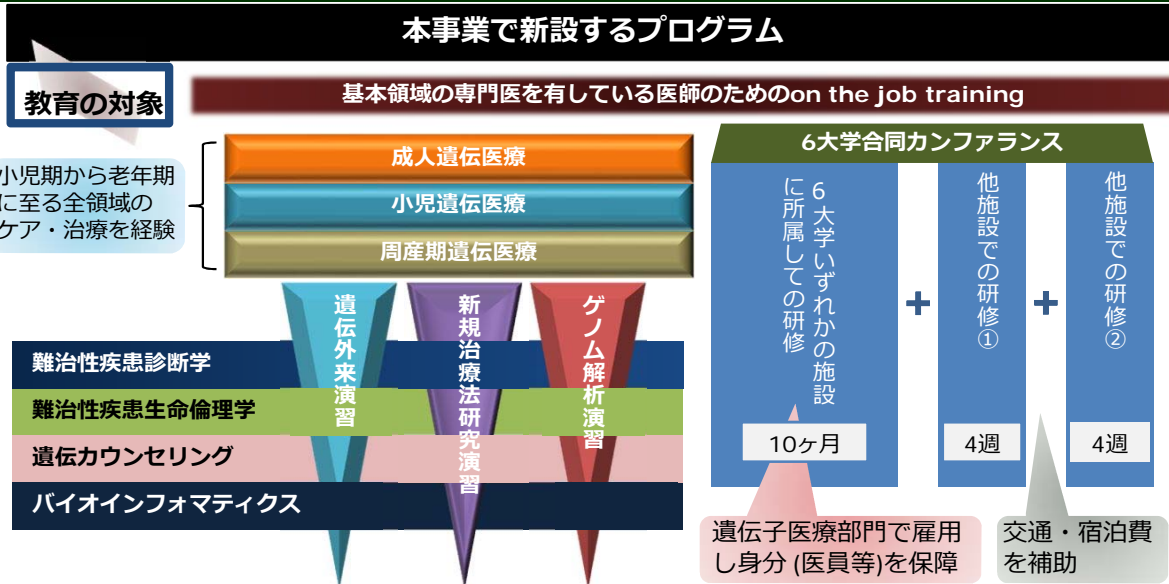 本事業で新設するプログラム
教育の対象
基本領域の専門医を有している医師のためのon the job training
小児期から老年期
に至る全領域の
ケア・治療を経験
成人遺伝医療
小児遺伝医療
周産期遺伝医療
遺伝外来演習
新規治療法研究演習
ゲノム解析演習
難治性疾患診断学
難治性疾患生命倫理学
遺伝カウンセリング
バイオインフォマティクス
6大学合同カンファランス
6大学いずれかの施設
に所属しての研修
10ヶ月
+
他施設での研修①
4週
+
他施設での研修②
4週
遺伝子医療部門で雇用
し身分 (医員等)を保障
交通・宿泊費
を補助